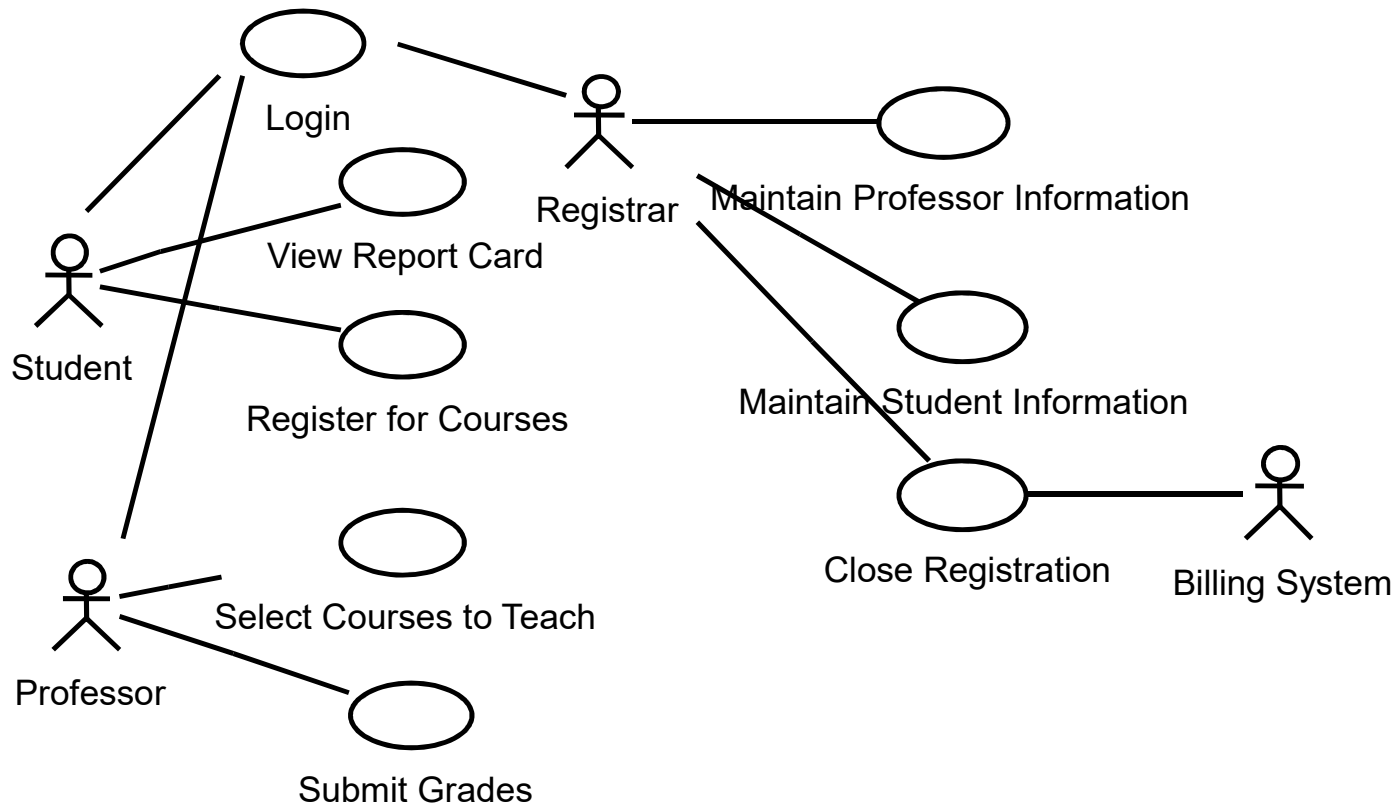 Login
Registrar
Maintain Professor Information
View Report Card
Student
Register for Courses
Maintain Student Information
Close Registration
Billing System
Select Courses to Teach
Professor
Submit Grades